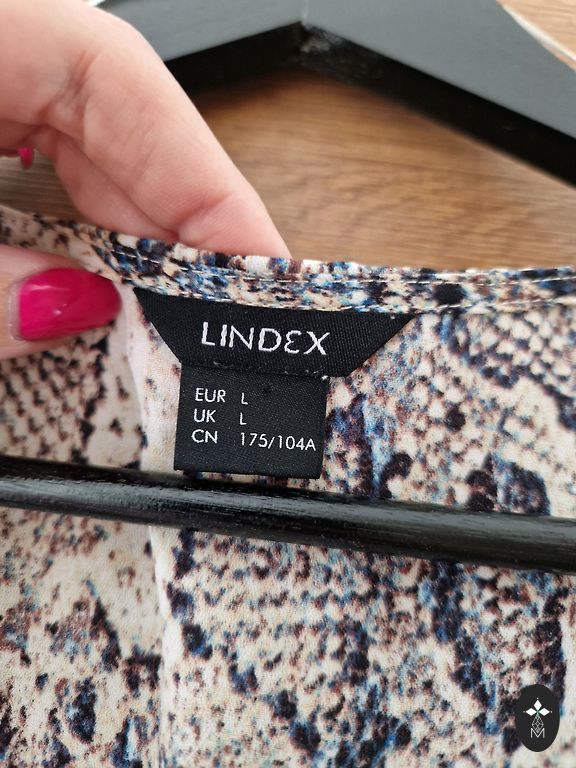 LINDEX
EUR L
UK L
CN 175/104A
M